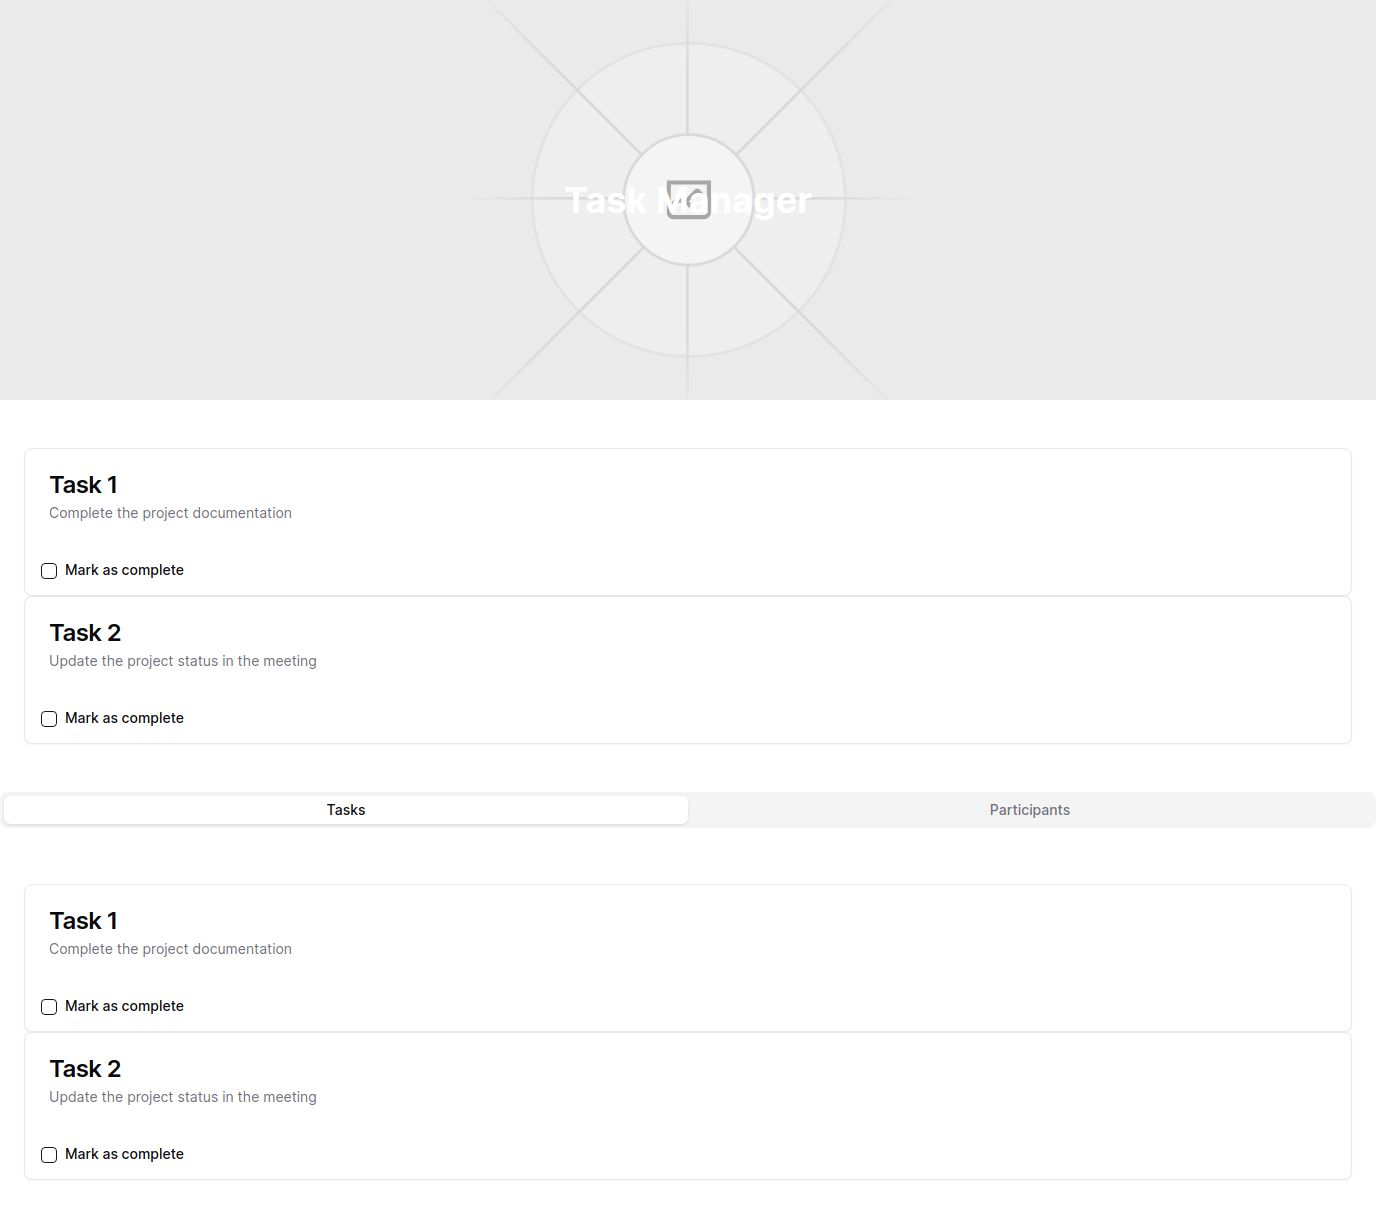 Task Manager
Task 1
Complete the project documentation
Mark as complete
Task 2
Update the project status in the meeting
Mark as complete
Tasks
Participants
Task 1
Complete the project documentation
Mark as complete
Task 2
Update the project status in the meeting
Mark as complete